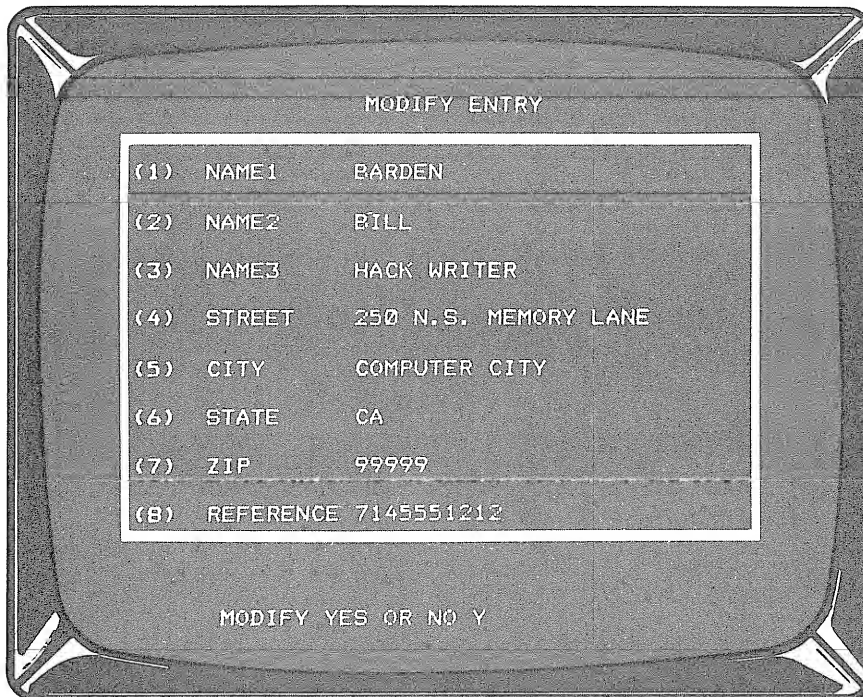 MODIFY ENTRY
(1) NAME1 BARDEN
(2) NAME2 BILL
(3) NAME3 HACK WRITER
(4) STREET 250 N.S. MEMORY LANE
(5) CITY COMPUTER CITY
(6) STATE CA
(7) ZIP 99999
(8) REFERENCE 7145551212
MODIFY YES OR NO Y